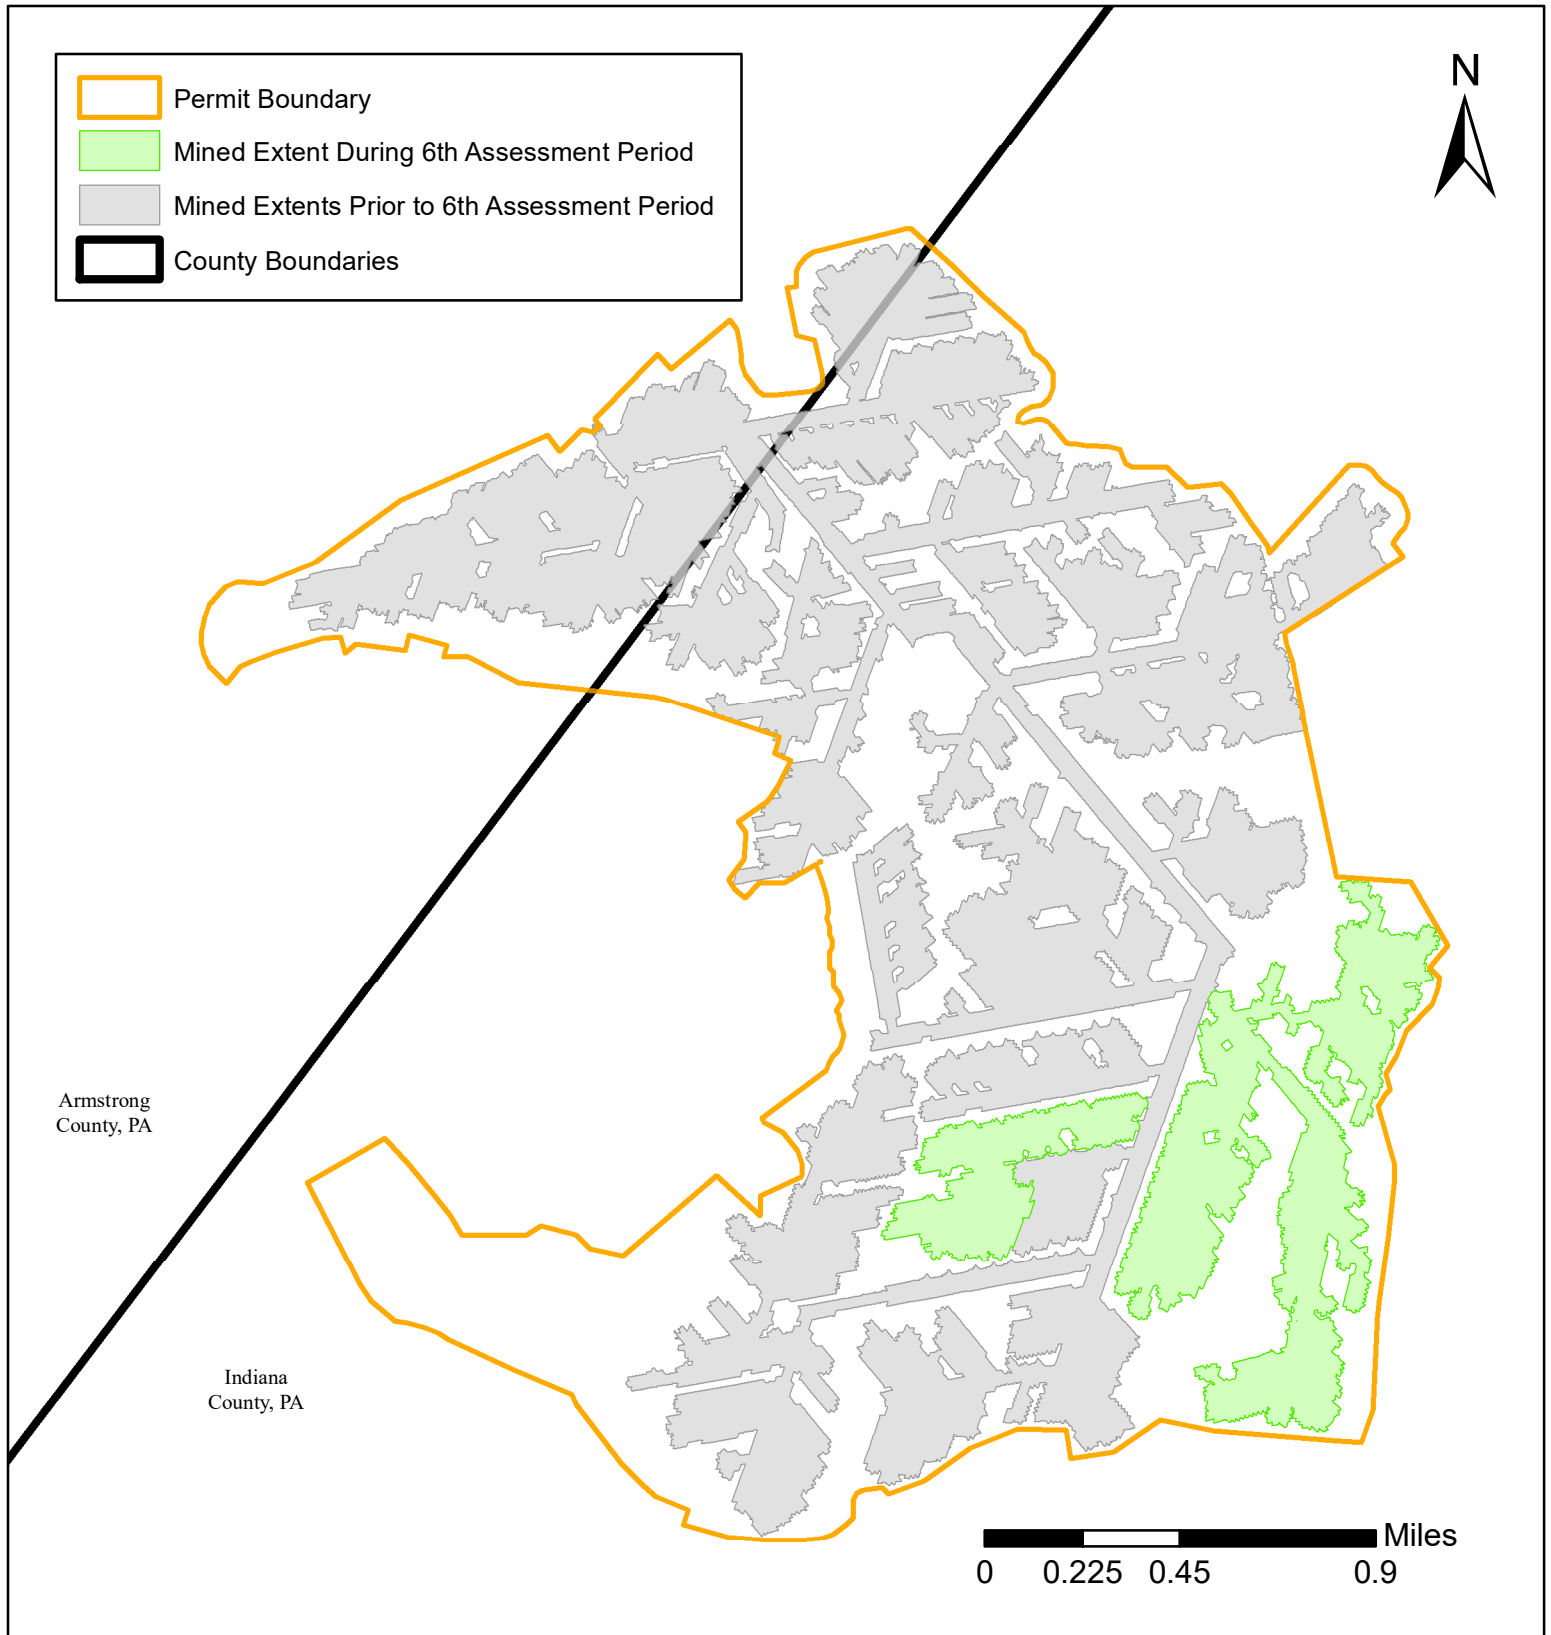 Permit Boundary
Mined Extent During 6th Assessment Period
Mined Extents Prior to 6th Assessment Period
County Boundaries
N
Armstrong
County, PA
Indiana
County, PA
Miles
0 0.225 0.45 0.9